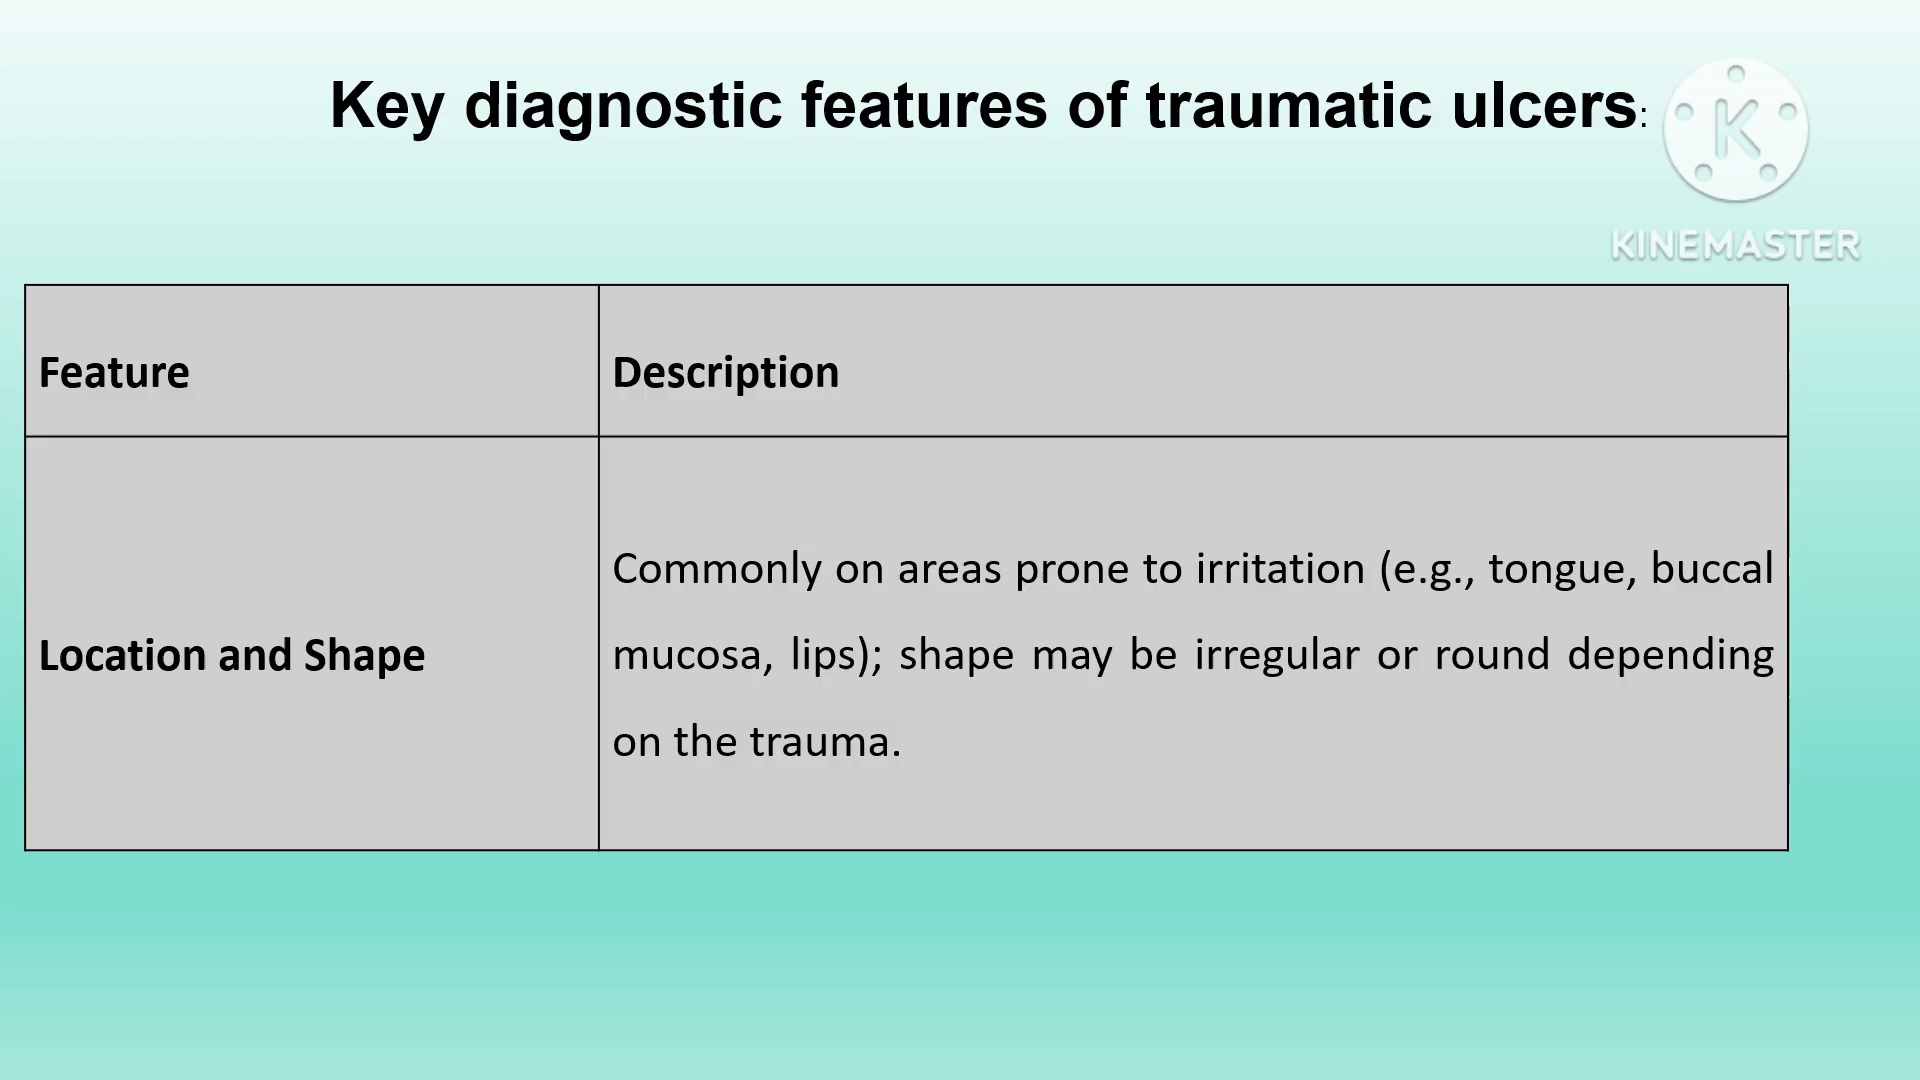 Key diagnostic features of traumatic ulcers:
K
KINEMASTER
Feature
Description
Location and Shape
Commonly on areas prone to irritation (e.g., tongue, buccal
mucosa, lips); shape may be irregular or round depending
on the trauma.